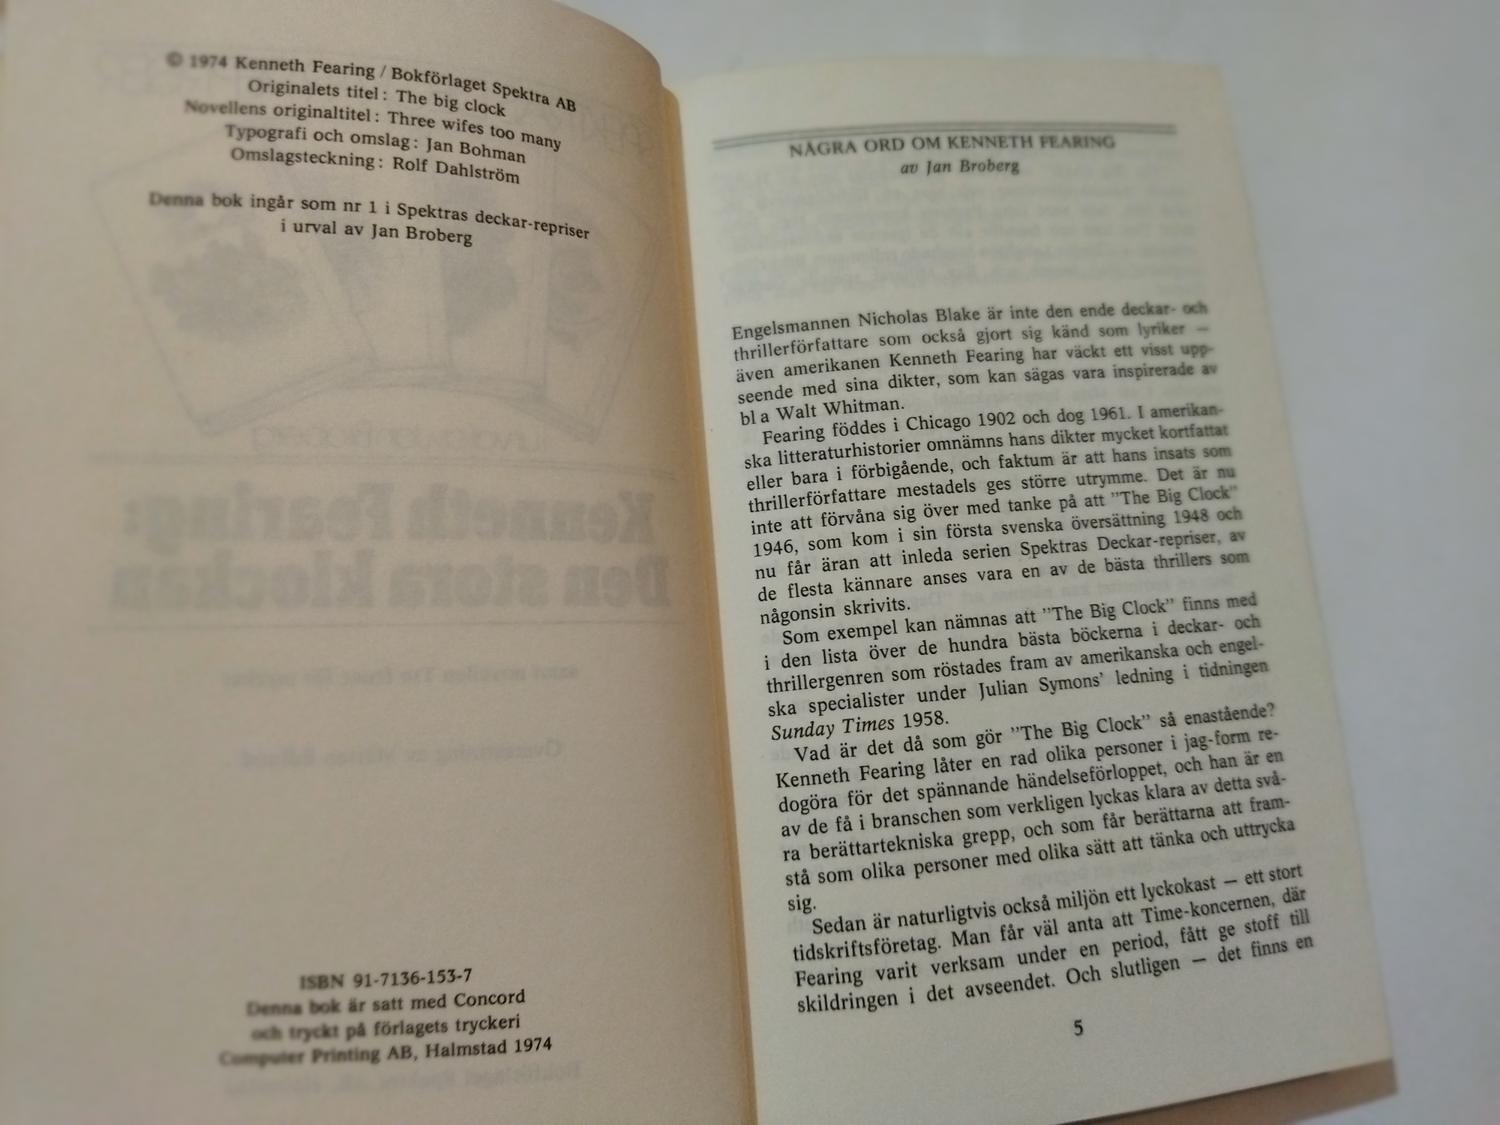 © 1974 Kenneth Fearing / Bokförlaget Spektra AB
Originalets titel: The big clock
Novellens originaltitel: Three wifes too many
Typografi och omslag: Jan Bohman
Omslagsteckning: Rolf Dahlström
Denna bok ingår som nr 1 i Spektras deckar-repriser
i urval av Jan Broberg
Kenneth Fearing:
Den stora klockan
ISBN 91-7136-153-7
Denna bok är satt med Concord
och tryckt på förlagets tryckeri
Computer Printing AB, Halmstad 1974
NÅGRA ORD OM KENNETH FEARING
av Jan Broberg
Engelsmannen Nicholas Blake är inte den ende deckar- och
thrillerförfattare som också gjort sig känd som lyriker –
även amerikanen Kenneth Fearing har väckt ett visst upp-
seende med sina dikter, som kan sägas vara inspirerade av
bl a Walt Whitman.
Fearing föddes i Chicago 1902 och dog 1961. I amerikan-
ska litteraturhistorier omnämns hans dikter mycket kortfattat
eller bara i förbigående, och faktum är att hans insats som
thrillerförfattare mestadels ges större utrymme. Det är nu
inte att förvåna sig över med tanke på att ”The Big Clock”
1946, som kom i sin första svenska översättning 1948 och
nu får äran att inleda serien Spektras Deckar-repriser, av
de flesta kännare anses vara en av de bästa thrillers som
någonsin skrivits.
Som exempel kan nämnas att ”The Big Clock” finns med
i den lista över de hundra bästa böckerna i deckar- och
thrillergenren som röstades fram av amerikanska och engel-
ska specialister under Julian Symons’ ledning i tidningen
Sunday Times 1958.
Vad är det då som gör ”The Big Clock” så enastående?
Kenneth Fearing låter en rad olika personer i jag-form re-
dogöra för det spännande händelseförloppet, och han är en
av de få i branschen som verkligen lyckas klara av detta svå-
ra berättartekniska grepp, och som får berättarna att fram-
stå som olika personer med olika sätt att tänka och uttrycka
sig.
Sedan är naturligtvis också miljön ett lyckokast – ett stort
tidskriftsföretag. Man får väl anta att Time-koncernen, där
Fearing varit verksam under en period, fått ge stoff till
skildringen i det avseendet. Och slutligen – det finns en
5